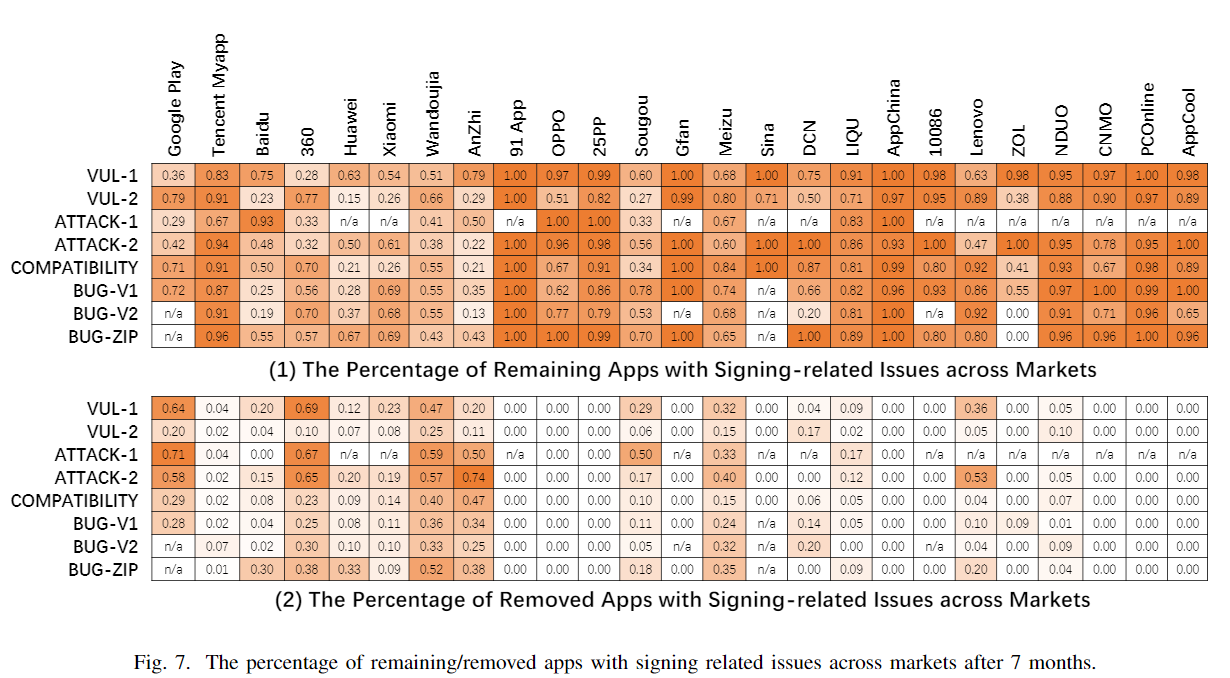 Google Play Tencent Myapp Baidu 360 Huawei Xiaomi Wandoujia AnZhi 91 App OPPO 25PP Sougou Gfan Meizu Sina DCN LIQU AppChina 10086 Lenovo ZOL NDUO CNMO PCOnline AppCool
VUL-1 0.36 0.83 0.75 0.28 0.63 0.54 0.51 0.79 1.00 0.97 0.99 0.60 1.00 0.68 1.00 0.75 0.91 1.00 0.98 0.63 0.98 0.95 0.97 1.00 0.98
VUL-2 0.79 0.91 0.23 0.77 0.15 0.26 0.66 0.29 1.00 0.51 0.82 0.27 0.99 0.80 0.71 0.50 0.71 0.97 0.95 0.89 0.38 0.88 0.90 0.97 0.89
ATTACK-1 0.29 0.67 0.93 0.33 n/a n/a 0.41 0.50 n/a 1.00 1.00 0.33 n/a 0.67 n/a n/a 0.83 1.00 n/a n/a n/a n/a n/a n/a n/a
ATTACK-2 0.42 0.94 0.48 0.32 0.50 0.61 0.38 0.22 1.00 0.96 0.98 0.56 1.00 0.60 1.00 1.00 0.86 0.93 1.00 0.47 1.00 0.95 0.78 0.95 1.00
COMPATIBILITY 0.71 0.91 0.50 0.70 0.21 0.26 0.55 0.21 1.00 0.67 0.91 0.34 1.00 0.84 1.00 0.87 0.81 0.99 0.80 0.92 0.41 0.93 0.67 0.98 0.89
BUG-V1 0.72 0.87 0.25 0.56 0.28 0.69 0.55 0.35 1.00 0.62 0.86 0.78 1.00 0.74 n/a 0.66 0.82 0.96 0.93 0.86 0.55 0.97 1.00 0.99 1.00
BUG-V2 n/a 0.91 0.19 0.70 0.37 0.68 0.55 0.13 1.00 0.77 0.79 0.53 n/a 0.68 n/a 0.20 0.81 1.00 n/a 0.92 0.00 0.91 0.71 0.96 0.65
BUG-ZIP n/a 0.96 0.55 0.57 0.67 0.69 0.43 0.43 1.00 1.00 0.99 0.70 1.00 0.65 n/a 1.00 0.89 1.00 0.80 0.80 0.00 0.96 0.96 1.00 0.96
(1) The Percentage of Remaining Apps with Signing-related Issues across Markets
VUL-1 0.64 0.04 0.20 0.69 0.12 0.23 0.47 0.20 0.00 0.00 0.00 0.29 0.00 0.32 0.00 0.04 0.09 0.00 0.00 0.36 0.00 0.05 0.00 0.00 0.00
VUL-2 0.20 0.02 0.04 0.10 0.07 0.08 0.25 0.11 0.00 0.00 0.00 0.06 0.00 0.15 0.00 0.17 0.02 0.00 0.00 0.05 0.00 0.10 0.00 0.00 0.00
ATTACK-1 0.71 0.04 0.00 0.67 n/a n/a 0.59 0.50 n/a 0.00 0.00 0.50 n/a 0.33 n/a n/a 0.17 0.00 n/a n/a n/a n/a n/a n/a n/a
ATTACK-2 0.58 0.02 0.15 0.65 0.20 0.19 0.57 0.74 0.00 0.00 0.00 0.17 0.00 0.40 0.00 0.00 0.12 0.00 0.00 0.53 0.00 0.05 0.00 0.00 0.00
COMPATIBILITY 0.29 0.02 0.08 0.23 0.09 0.14 0.40 0.47 0.00 0.00 0.00 0.10 0.00 0.15 0.00 0.06 0.05 0.00 0.00 0.04 0.00 0.07 0.00 0.00 0.00
BUG-V1 0.28 0.02 0.04 0.25 0.08 0.11 0.36 0.34 0.00 0.00 0.00 0.11 0.00 0.24 n/a 0.14 0.05 0.00 0.00 0.10 0.09 0.01 0.00 0.00 0.00
BUG-V2 n/a 0.07 0.02 0.30 0.10 0.10 0.33 0.25 0.00 0.00 0.00 0.05 n/a 0.32 n/a 0.20 0.00 0.00 n/a 0.04 0.00 0.09 0.00 0.00 0.00
BUG-ZIP n/a 0.01 0.30 0.38 0.33 0.09 0.52 0.38 0.00 0.00 0.00 0.18 0.00 0.35 n/a 0.00 0.09 0.00 0.00 0.20 0.00 0.04 0.00 0.00 0.00
(2) The Percentage of Removed Apps with Signing-related Issues across Markets
Fig. 7. The percentage of remaining/removed apps with signing related issues across markets after 7 months.